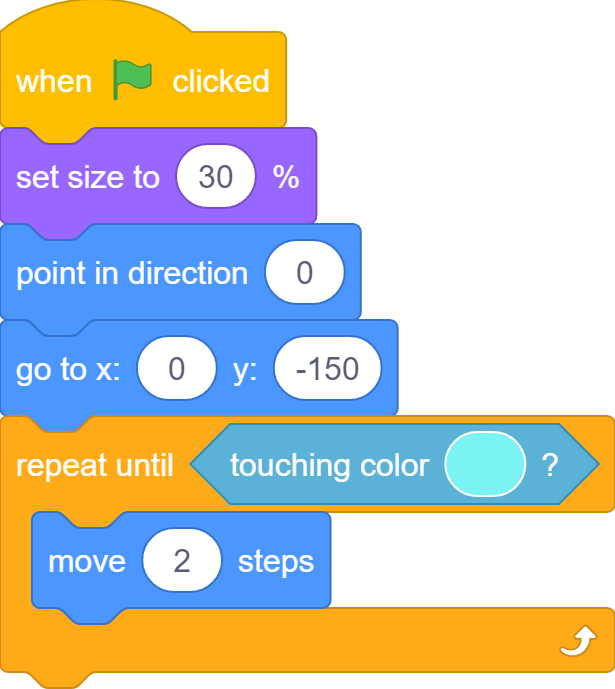 when clicked
set size to 30 %
point in direction 0
go to x: 0 y: -150
repeat until touching color ?
move 2 steps